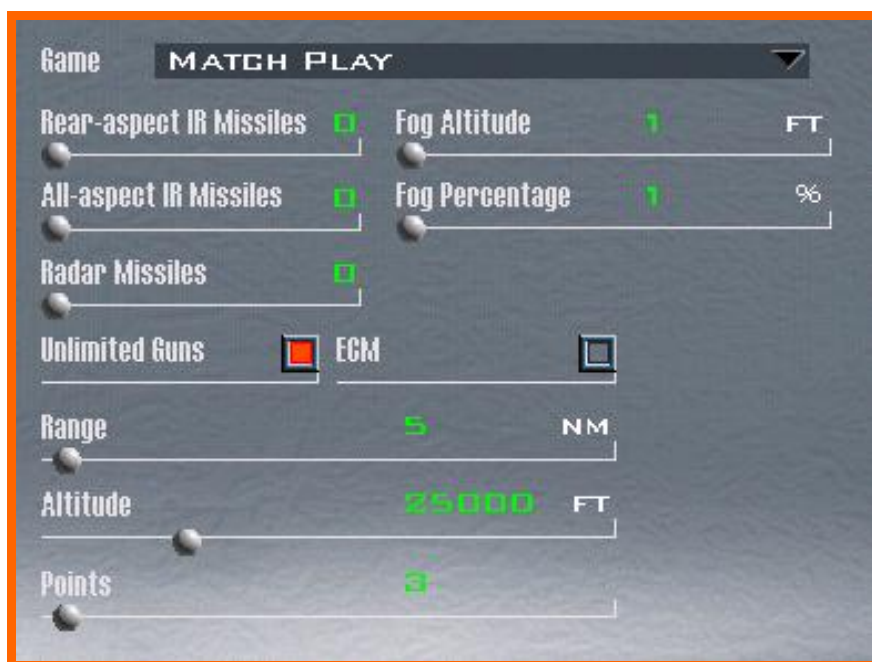 Game MATCH PLAY
Rear-aspect IR Missiles 0 Fog Altitude 1 FT
All-aspect IR Missiles 0 Fog Percentage 1 %
Radar Missiles 0
Unlimited Guns ECM
Range 5 NM
Altitude 25000 FT
Points 3